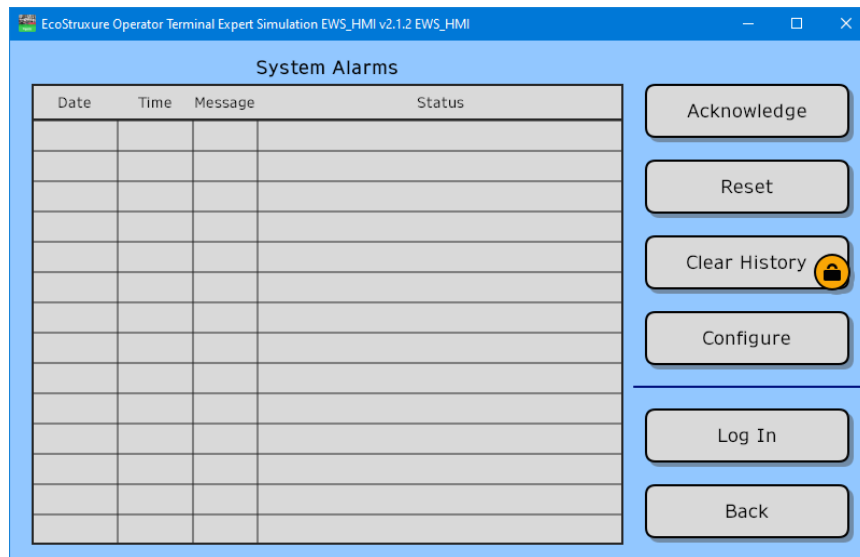 EcoStruxure Operator Terminal Expert Simulation EWS_HMI v2.1.2 EWS_HMI
System Alarms
Date Time Message Status
Acknowledge
Reset
Clear History
Configure
Log In
Back